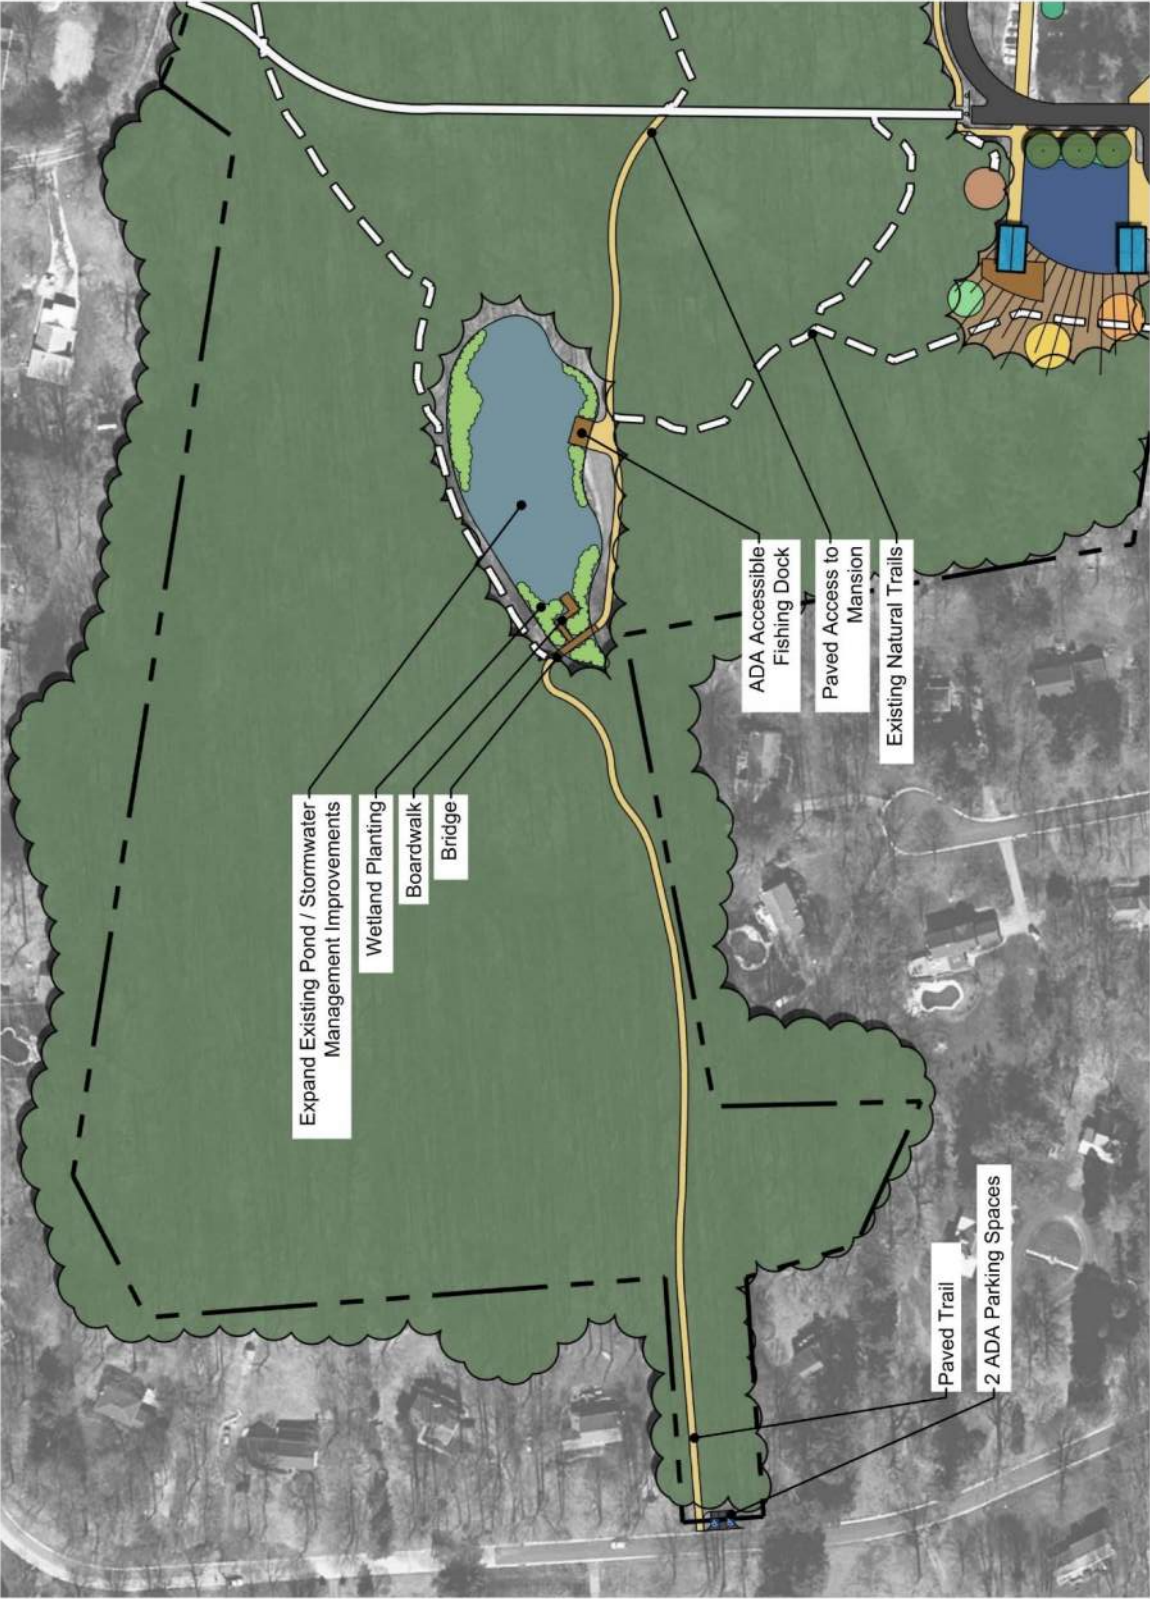 Expand Existing Pond / Stormwater
Management Improvements
Wetland Planting
Boardwalk
Bridge
ADA Accessible
Fishing Dock
Paved Access to
Mansion
Existing Natural Trails
Paved Trail
2 ADA Parking Spaces